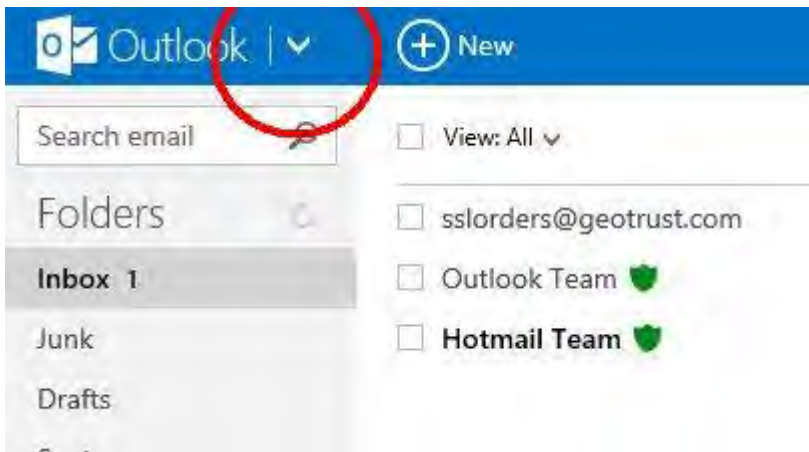 Outlook
New
Search email
View: All
Folders
sslorders@geotrust.com
Inbox 1
Outlook Team
Junk
Hotmail Team
Drafts